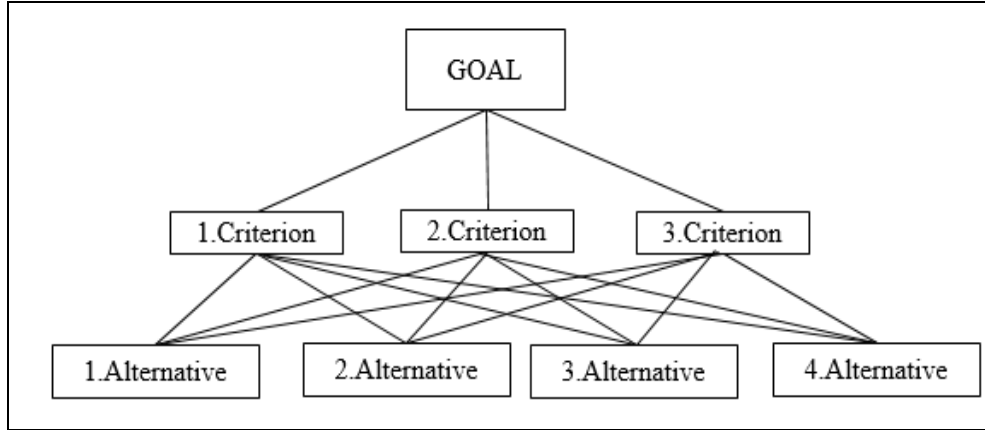 GOAL
1.Criterion
2.Criterion
3.Criterion
1.Alternative
2.Alternative
3.Alternative
4.Alternative